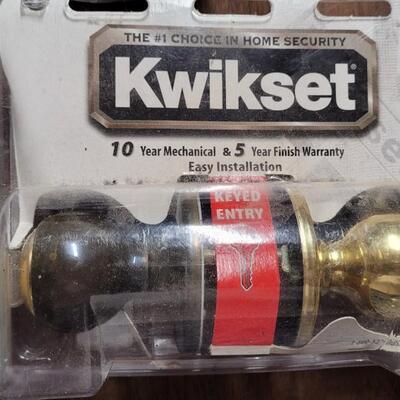 THE #1 CHOICE IN HOME SECURITY
Kwikset
10 Year Mechanical & 5 Year Finish Warranty
Easy Installation
KEYED
ENTRY